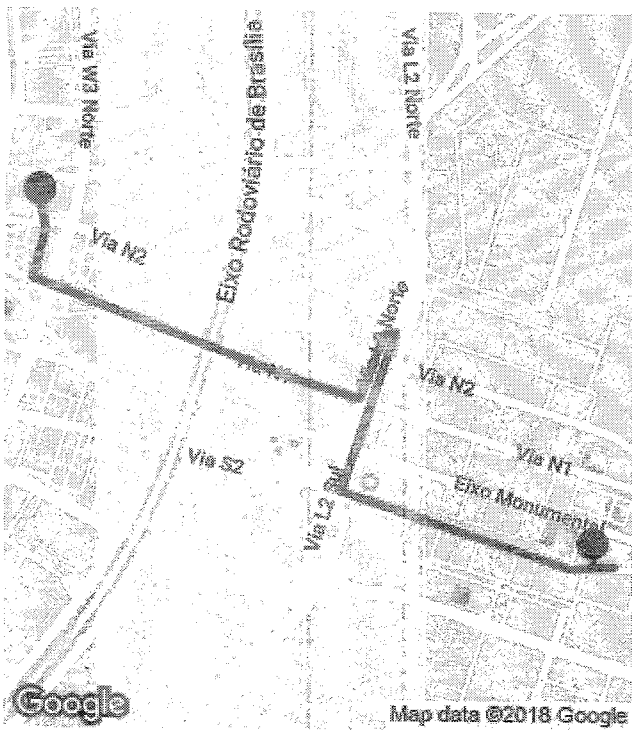 Via W3 Norte
Eixo Rodoviário de Brasília
Via L2 Norte
Via N2
Norte
Via N2
Via S2
Via N1
Eixo Monumental
Via L2 Sul
Google
Map data ©2018 Google